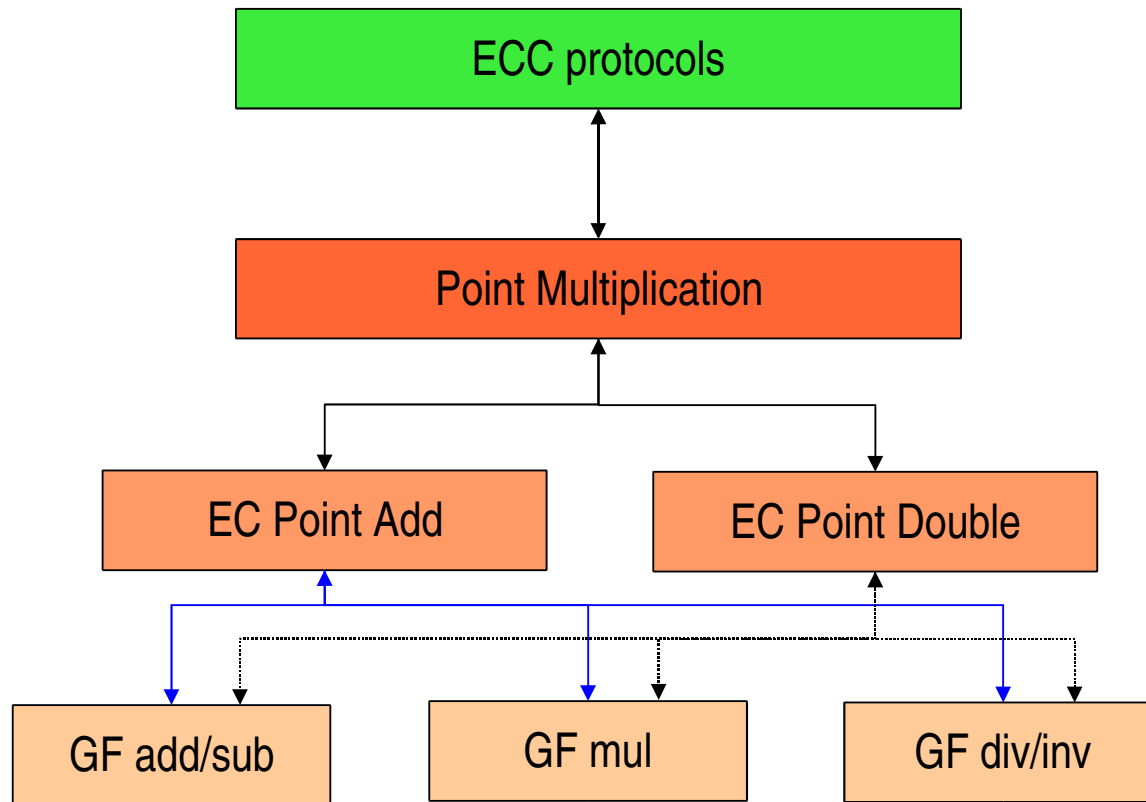 ECC protocols
Point Multiplication
EC Point Add
EC Point Double
GF add/sub
GF mul
GF div/inv